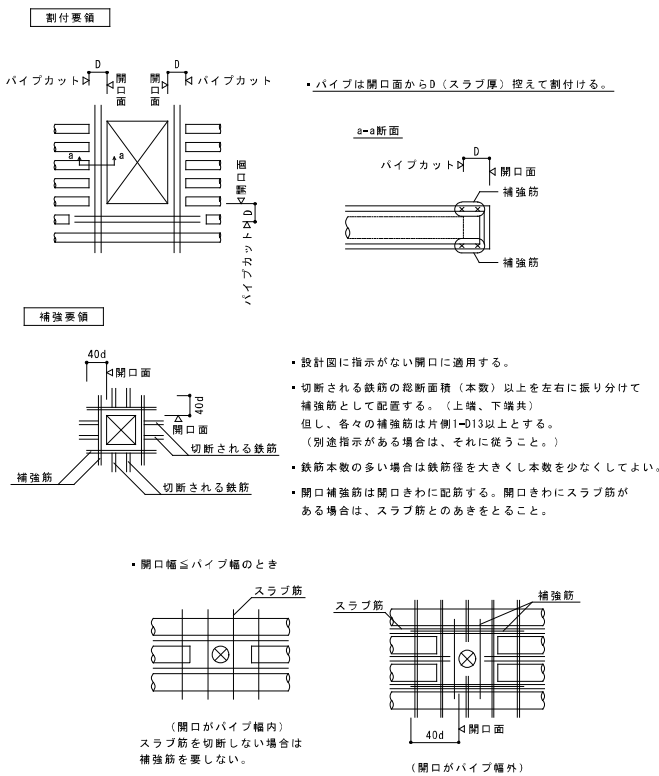 割付要領
D
D
パイプカット
開口面
開口面
パイプカット
・パイプは開口面からD（スラブ厚）控えて割付ける。
a
a
開口面
D
パイプカット
a-a断面
D
パイプカット
開口面
補強筋
補強筋
補強要領
40d
開口面
40d
開口面
切断される鉄筋
補強筋
切断される鉄筋
・設計図に指示がない開口に適用する。
・切断される鉄筋の総断面積（本数）以上を左右に振り分けて
補強筋として配置する。（上端、下端共）
但し、各々の補強筋は片側1-D13以上とする。
（別途指示がある場合は、それに従うこと。）
・鉄筋本数の多い場合は鉄筋径を大きくし本数を少なくしてよい。
・開口補強筋は開口きわに配筋する。開口きわにスラブ筋が
ある場合は、スラブ筋とのあきをとること。
・開口幅≦パイプ幅のとき
スラブ筋
（開口がパイプ幅内）
スラブ筋を切断しない場合は
補強筋を要しない。
スラブ筋
補強筋
40d
開口面
（開口がパイプ幅外）